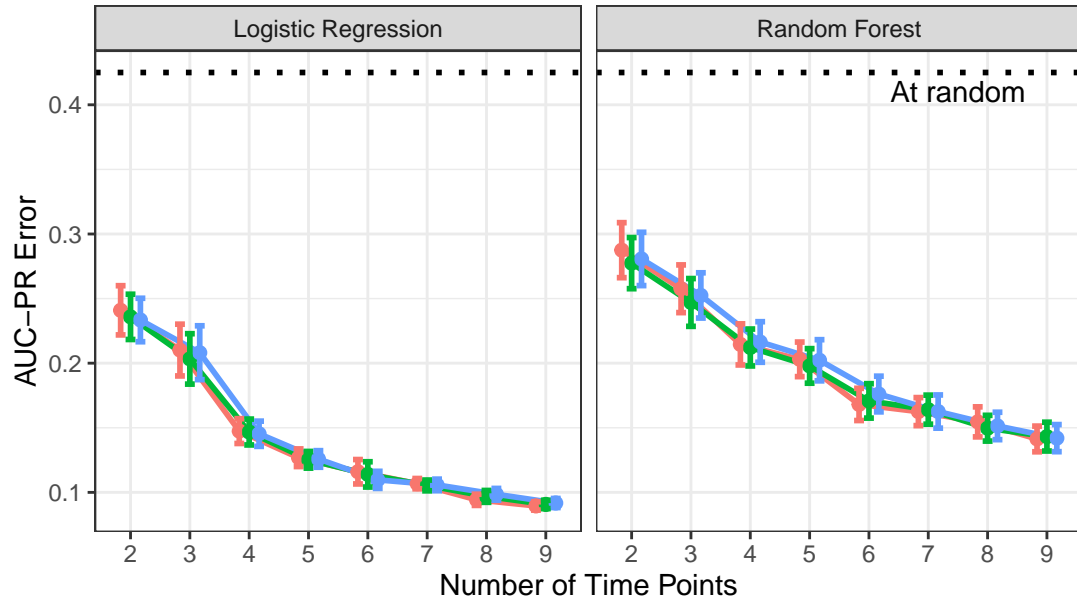 Logistic Regression
Random Forest
At random
0.4
0.3
0.2
0.1
AUC−PR Error
2 3 4 5 6 7 8 9
2 3 4 5 6 7 8 9
Number of Time Points